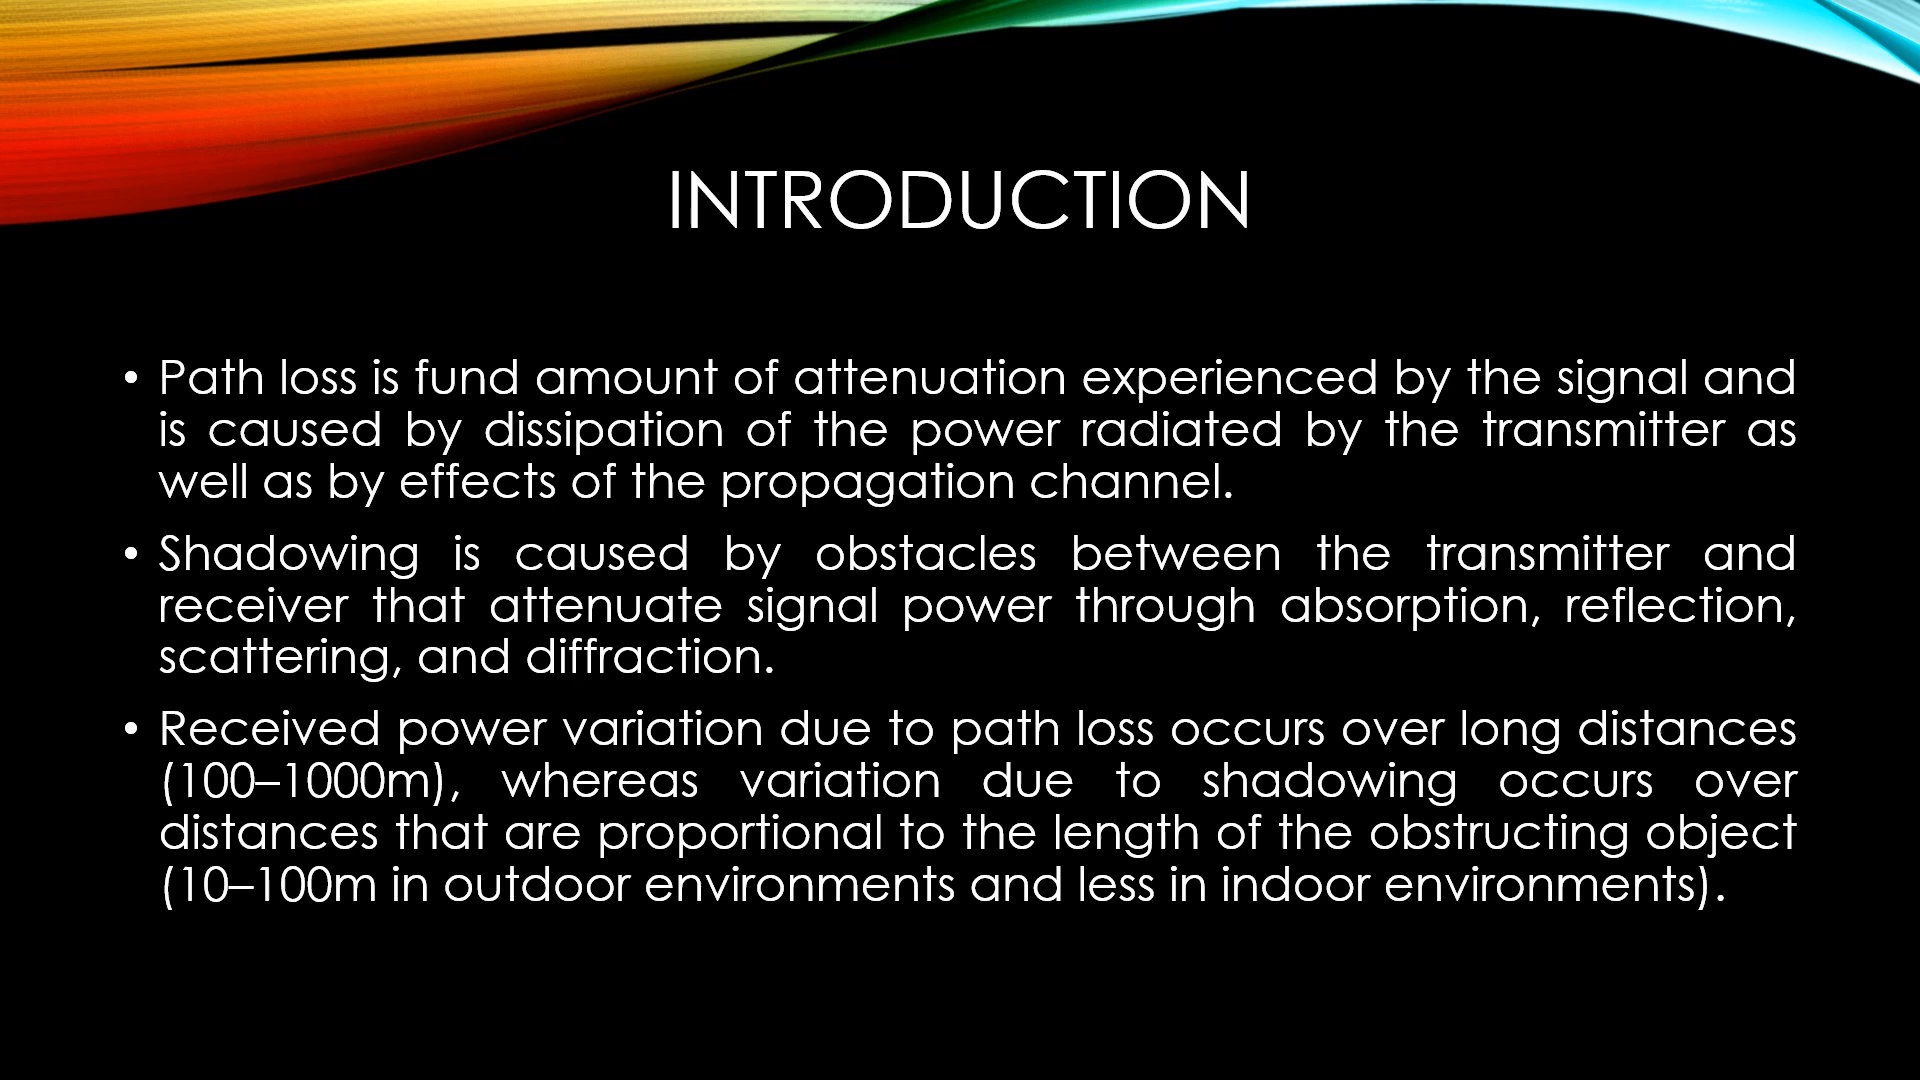 INTRODUCTION
• Path loss is fund amount of attenuation experienced by the signal and
is caused by dissipation of the power radiated by the transmitter as
well as by effects of the propagation channel.
• Shadowing is caused by obstacles between the transmitter and
receiver that attenuate signal power through absorption, reflection,
scattering, and diffraction.
• Received power variation due to path loss occurs over long distances
(100–1000m), whereas variation due to shadowing occurs over
distances that are proportional to the length of the obstructing object
(10–100m in outdoor environments and less in indoor environments).